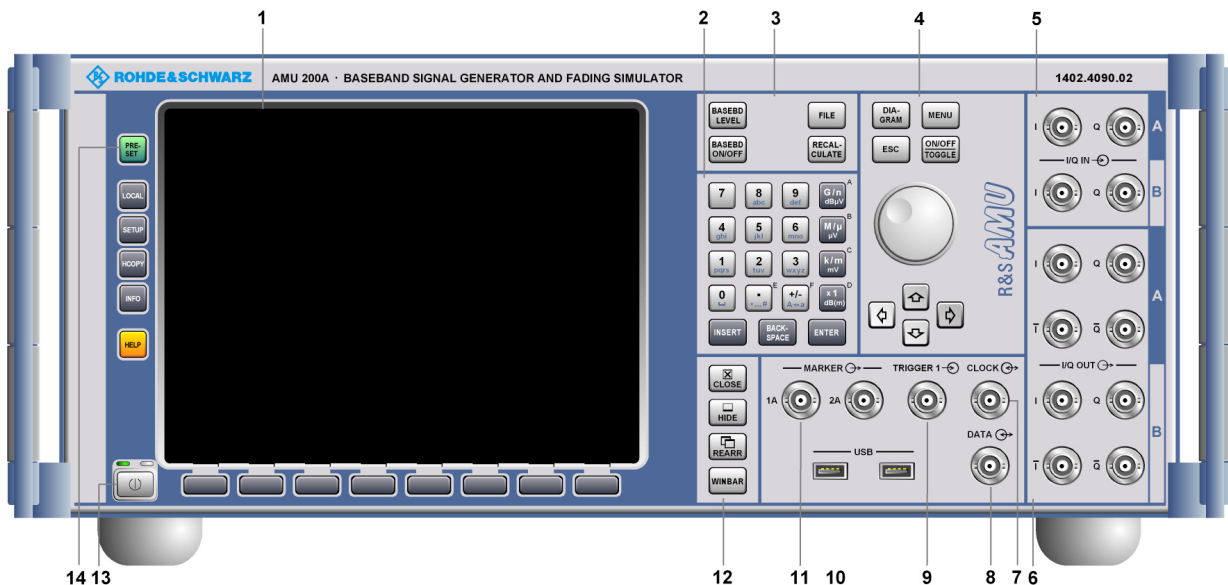 1 2 3 4 5
ROHDE&SCHWARZ AMU 200A · BASEBAND SIGNAL GENERATOR AND FADING SIMULATOR 1402.4090.02
PRE-
SET
LOCAL
SETUP
HCOPY
INFO
HELP
BASEBD
LEVEL
FILE
BASEBD
ON/OFF
RECAL-
CULATE
7 8 abc 9 def G/n dBµV A
4 ghi 5 jkl 6 mno M/µ µV B
1 pqrs 2 tuv 3 wxyz k/m mV C
0 . *...# E +/- A↔a F x1 dB(m) D
INSERT BACK-
SPACE ENTER
DIA-
GRAM
MENU
ESC
ON/OFF
TOGGLE
R&S AMU
I Q A
I/Q IN
I Q B
I Q A
I̅ Q̅
I/Q OUT
I Q B
I̅ Q̅
CLOSE
HIDE
REARR
WINBAR
MARKER TRIGGER 1 CLOCK
1A 2A
DATA
USB
14 13 12 11 10 9 8 7 6